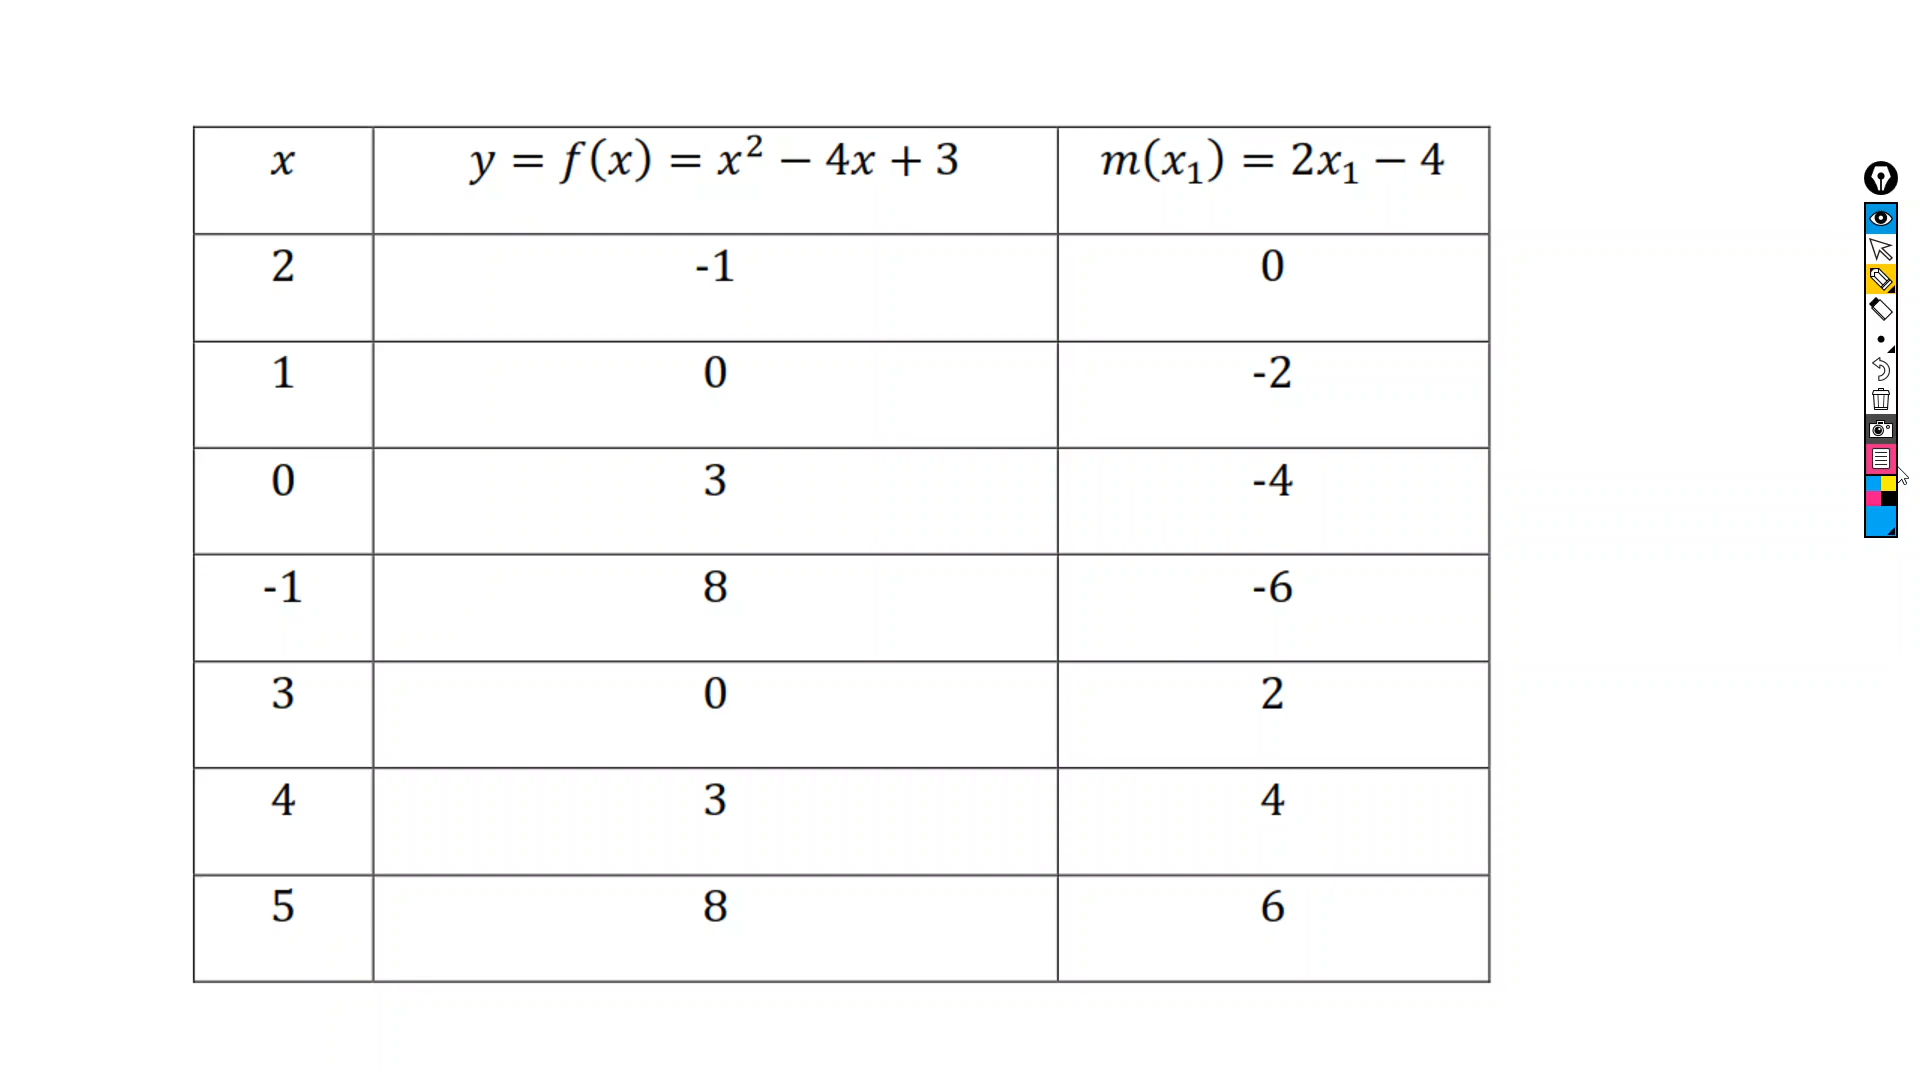 x y = f(x) = x² − 4x + 3 m(x₁) = 2x₁ − 4
2 -1 0
1 0 -2
0 3 -4
-1 8 -6
3 0 2
4 3 4
5 8 6